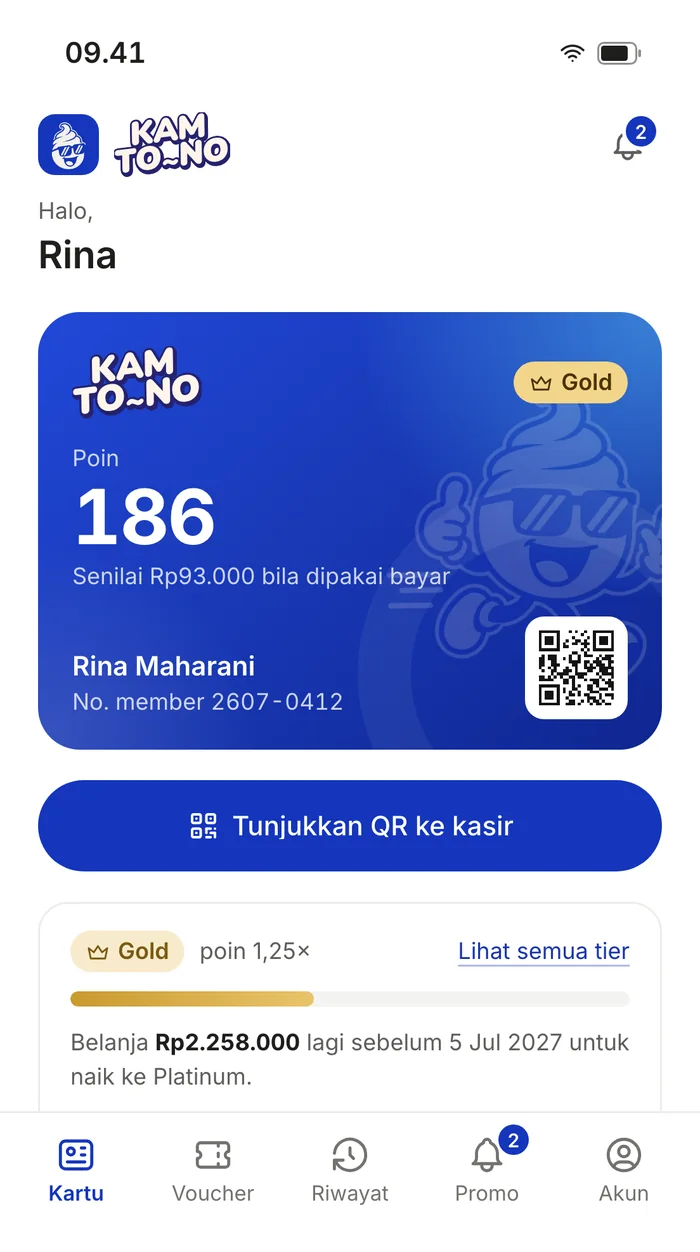 09.41
KAM
TO~NO
2
Halo,
Rina
KAM
TO~NO
Gold
Poin
186
Senilai Rp93.000 bila dipakai bayar
Rina Maharani
No. member 2607-0412
Tunjukkan QR ke kasir
Gold poin 1,25× Lihat semua tier
Belanja Rp2.258.000 lagi sebelum 5 Jul 2027 untuk
naik ke Platinum.
2
Kartu Voucher Riwayat Promo Akun